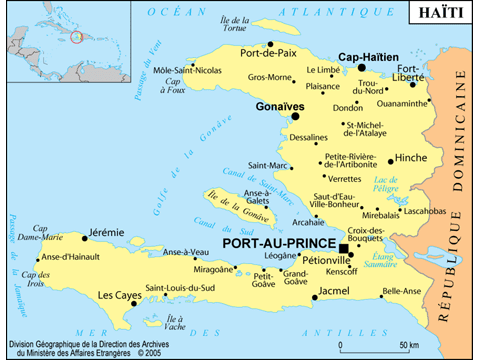 HAÏTI
OCÉAN
ATLANTIQUE
Île de la
Tortue
Passage du Vent
Port-de-Paix
Cap-Haïtien
Môle-Saint-Nicolas
Cap
à Foux
Gros-Morne
Le Limbé
Plaisance
Trou-
du-Nord
Fort-
Liberté
Ouanaminthe
Dondon
Gonaïves
St-Michel-
de-l'Atalaye
Dessalines
Hinche
Petite-Rivière-
de-l'Artibonite
Verrettes
Saint-Marc
Golfe de la Gonâve
Canal de Saint-Marc
Anse-à-
Galets
Île de la Gonâve
Lac de
Péligre
Saut-d'Eau-
Ville-Bonheur
Mirebalais
Lascahobas
Arcahaie
Canal du Sud
Croix-des-
Bouquets
PORT-AU-PRINCE
Étang
Saumâtre
Pétionville
Kenscoff
Léogâne
RÉPUBLIQUE DOMINICAINE
Cap
Dame-Marie
Jérémie
Passage de la Jamaïque
Anse-d'Hainault
Cap des
Irois
Anse-à-Veau
Miragoâne
Petit-
Goâve
Grand-
Goâve
Les Cayes
Saint-Louis-du-Sud
Île à
Vache
Jacmel
Belle-Anse
MER DES ANTILLES
Division Géographique de la Direction des Archives
du Ministère des Affaires Etrangères © 2005
0 50 km